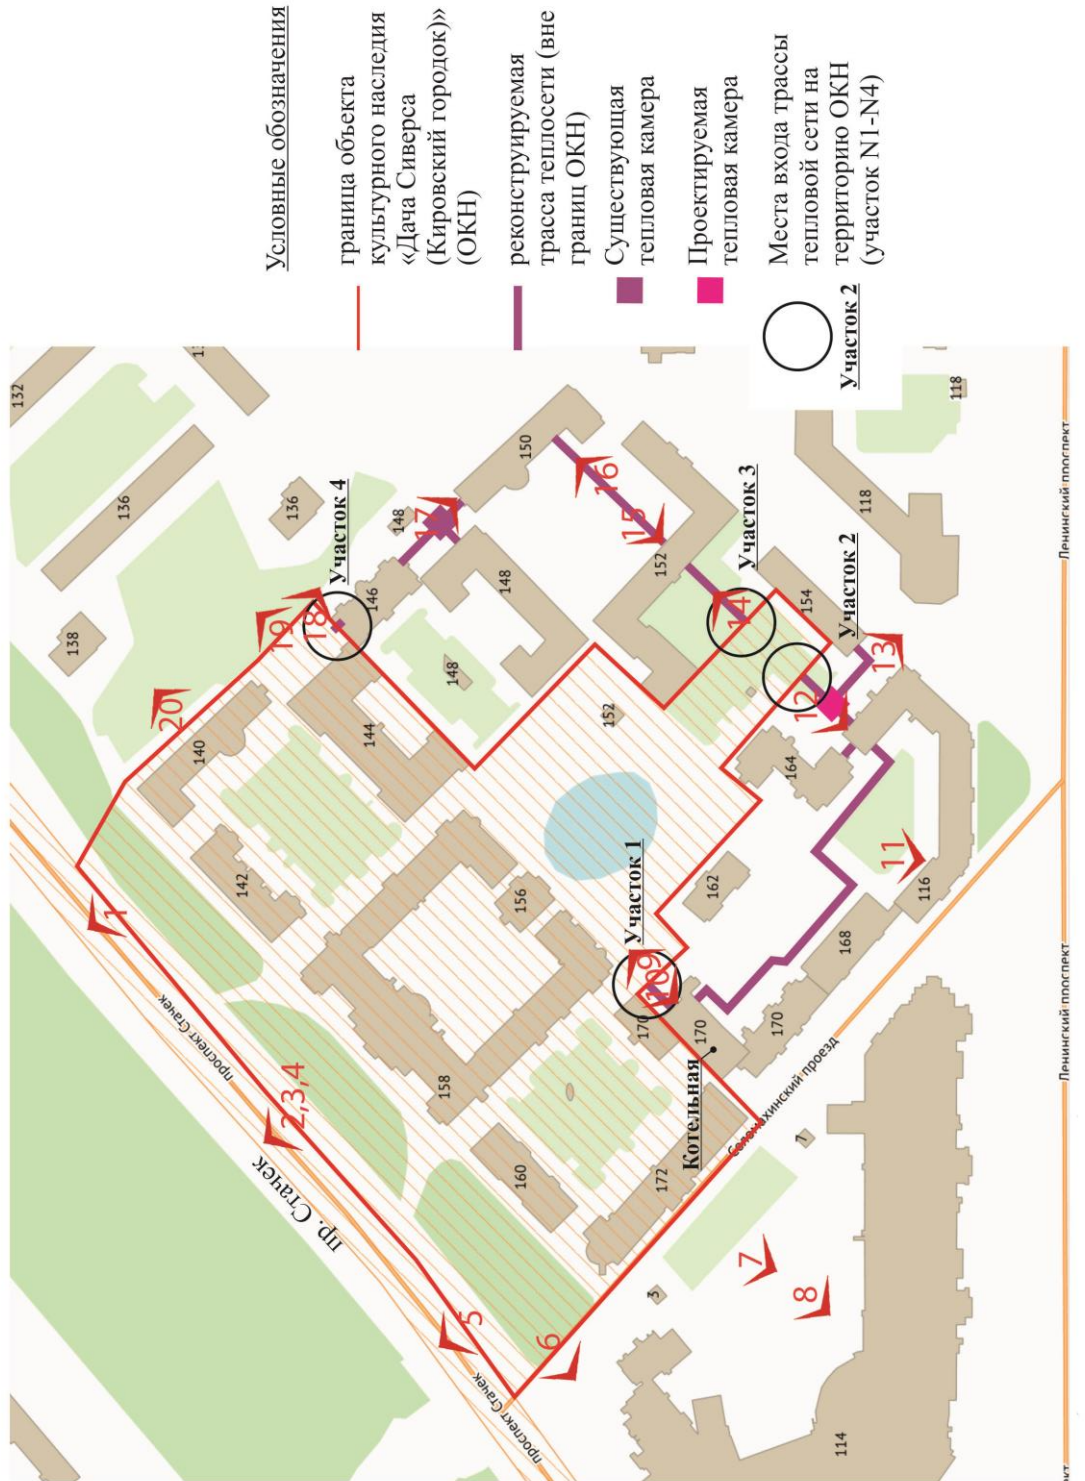 Условные обозначения
граница объекта
культурного наследия
«Дача Сиверса
(Кировский городок)»
(ОКН)
реконструируемая
трасса теплосети (вне
границ ОКН)
Существующая
тепловая камера
Проектируемая
тепловая камера
Места входа трассы
тепловой сети на
территорию ОКН
(участок N1-N4)
Участок 2
132
136
136
138
148
150
Участок 4
146
148
148
144
140
142
152
152
Участок 3
154
Участок 2
118
118
164
162
156
158
Участок 1
116
168
170
170
170
Котельная
160
172
114
3
7
1
2,3,4
5
6
7
8
9
10
11
12
13
14
15
16
17
18
19
20
пр. Стачек
проспект Стачек
проспект Стачек
Соломахинский проезд
Ленинский проспект
Ленинский проспект